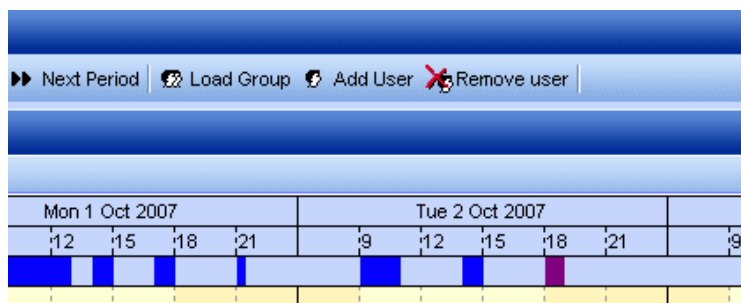 Next Period Load Group Add User Remove user
Mon 1 Oct 2007 Tue 2 Oct 2007
12 15 18 21 9 12 15 18 21 9